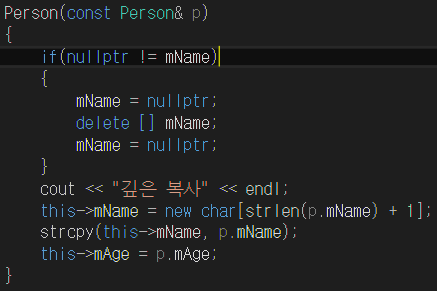 Person(const Person& p)
{
if(nullptr != mName)
{
mName = nullptr;
delete [] mName;
mName = nullptr;
}
cout << "깊은 복사" << endl;
this->mName = new char[strlen(p.mName) + 1];
strcpy(this->mName, p.mName);
this->mAge = p.mAge;
}